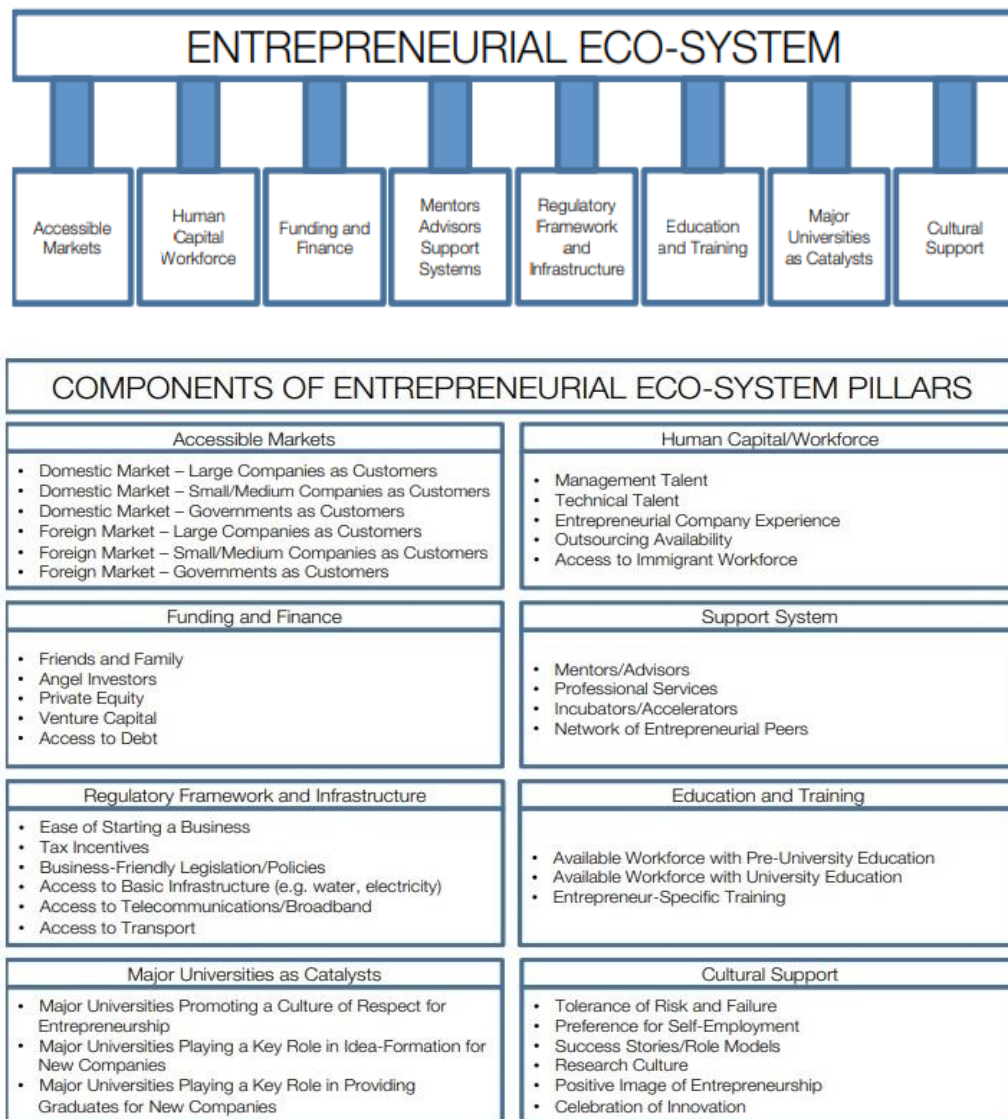 ENTREPRENEURIAL ECO-SYSTEM
Accessible
Markets
Human
Capital
Workforce
Funding and
Finance
Mentors
Advisors
Support
Systems
Regulatory
Framework
and
Infrastructure
Education
and Training
Major
Universities
as Catalysts
Cultural
Support
COMPONENTS OF ENTREPRENEURIAL ECO-SYSTEM PILLARS
Accessible Markets
• Domestic Market – Large Companies as Customers
• Domestic Market – Small/Medium Companies as Customers
• Domestic Market – Governments as Customers
• Foreign Market – Large Companies as Customers
• Foreign Market – Small/Medium Companies as Customers
• Foreign Market – Governments as Customers
Human Capital/Workforce
• Management Talent
• Technical Talent
• Entrepreneurial Company Experience
• Outsourcing Availability
• Access to Immigrant Workforce
Funding and Finance
• Friends and Family
• Angel Investors
• Private Equity
• Venture Capital
• Access to Debt
Support System
• Mentors/Advisors
• Professional Services
• Incubators/Accelerators
• Network of Entrepreneurial Peers
Regulatory Framework and Infrastructure
• Ease of Starting a Business
• Tax Incentives
• Business-Friendly Legislation/Policies
• Access to Basic Infrastructure (e.g. water, electricity)
• Access to Telecommunications/Broadband
• Access to Transport
Education and Training
• Available Workforce with Pre-University Education
• Available Workforce with University Education
• Entrepreneur-Specific Training
Major Universities as Catalysts
• Major Universities Promoting a Culture of Respect for
Entrepreneurship
• Major Universities Playing a Key Role in Idea-Formation for
New Companies
• Major Universities Playing a Key Role in Providing
Graduates for New Companies
Cultural Support
• Tolerance of Risk and Failure
• Preference for Self-Employment
• Success Stories/Role Models
• Research Culture
• Positive Image of Entrepreneurship
• Celebration of Innovation